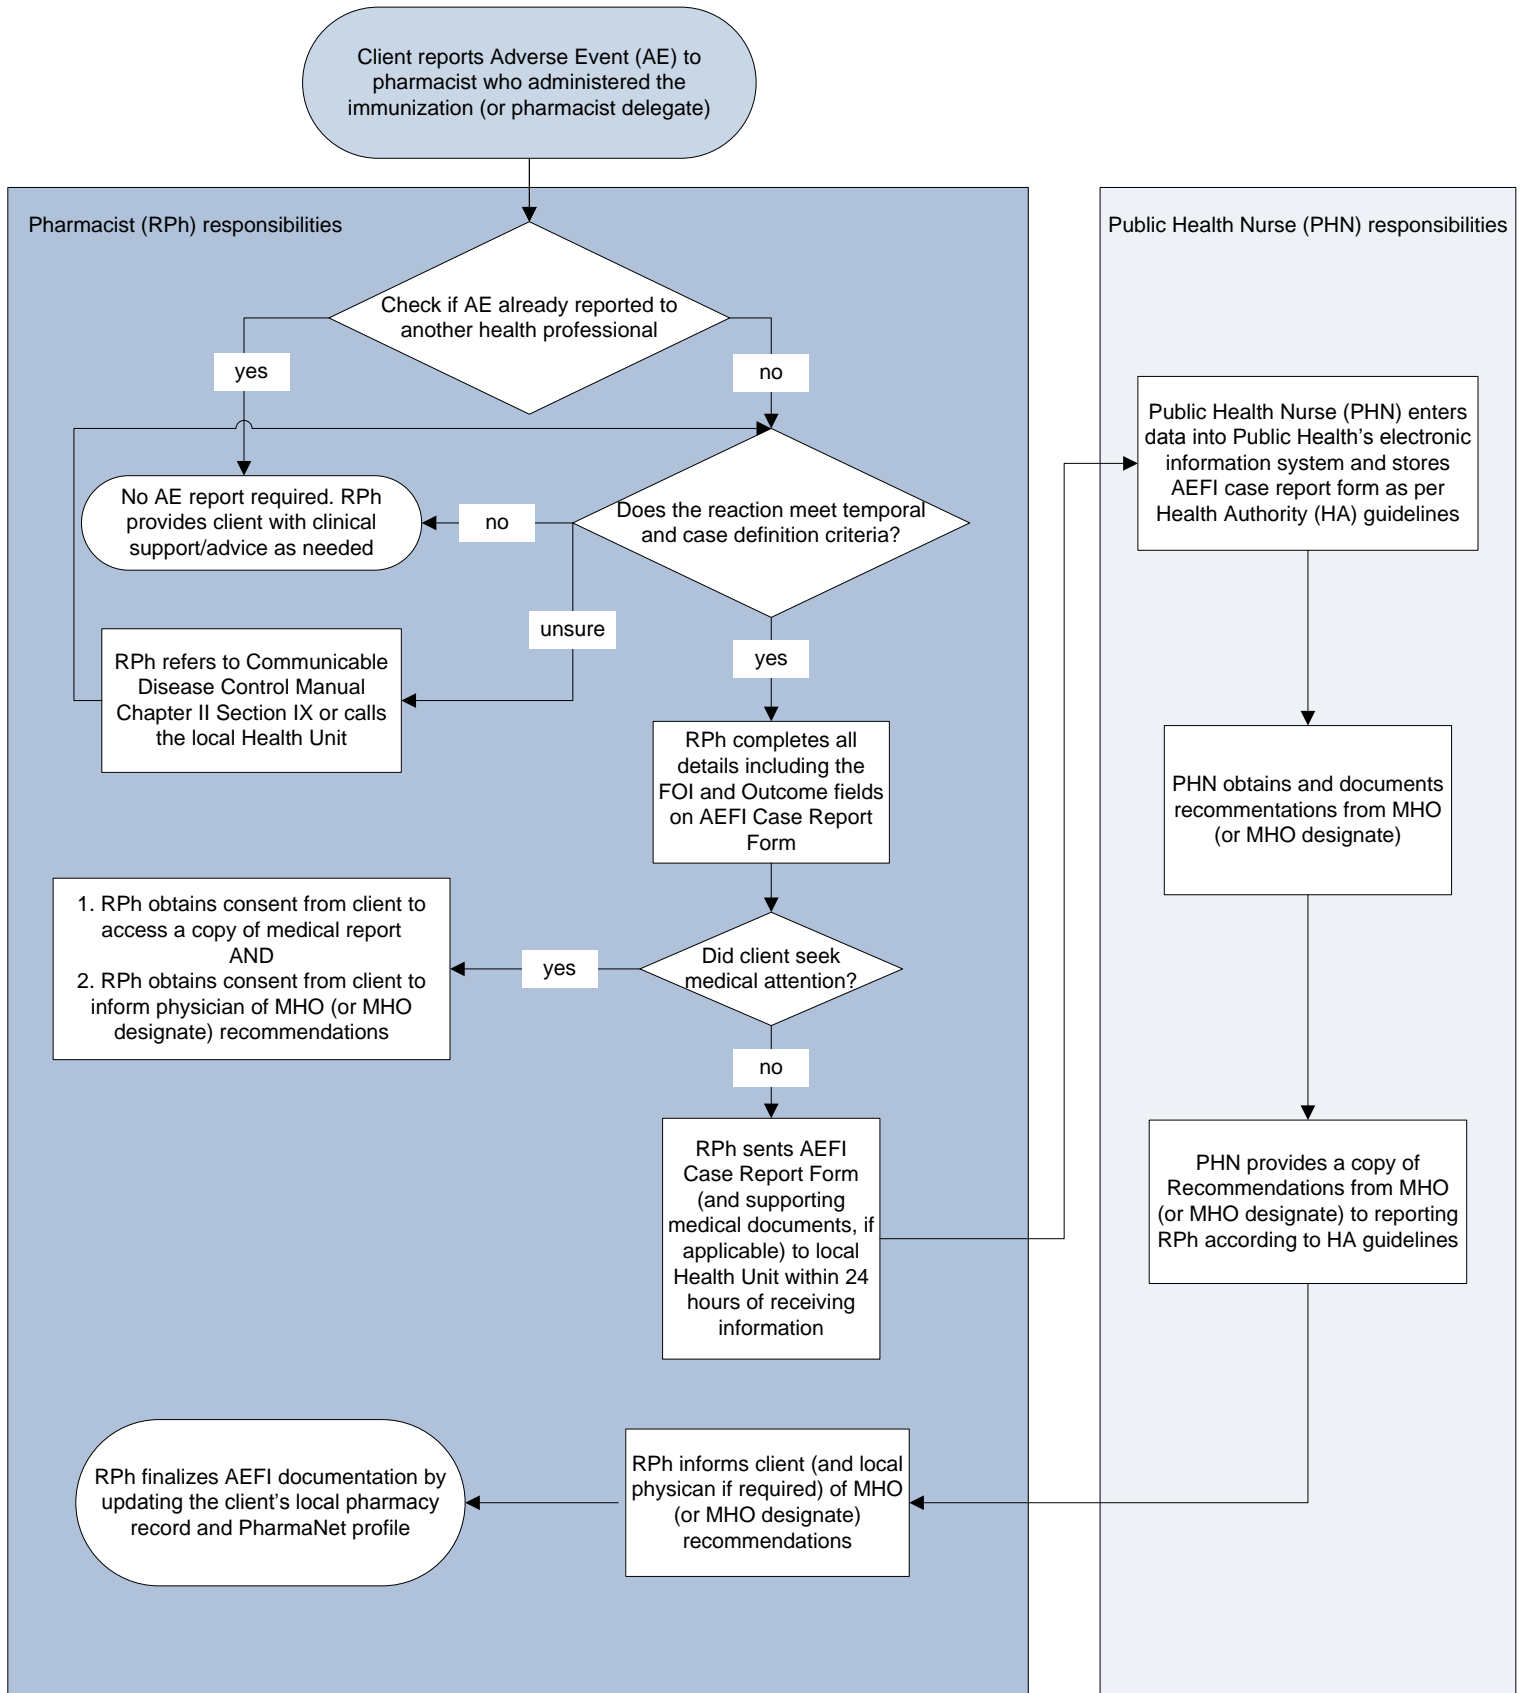 Client reports Adverse Event (AE) to
pharmacist who administered the
immunization (or pharmacist delegate)
Pharmacist (RPh) responsibilities
Public Health Nurse (PHN) responsibilities
Check if AE already reported to
another health professional
yes
no
No AE report required. RPh
provides client with clinical
support/advice as needed
no
Does the reaction meet temporal
and case definition criteria?
unsure
yes
RPh refers to Communicable
Disease Control Manual
Chapter II Section IX or calls
the local Health Unit
RPh completes all
details including the
FOI and Outcome fields
on AEFI Case Report
Form
1. RPh obtains consent from client to
access a copy of medical report
AND
2. RPh obtains consent from client to
inform physician of MHO (or MHO
designate) recommendations
yes
Did client seek
medical attention?
no
RPh sents AEFI
Case Report Form
(and supporting
medical documents, if
applicable) to local
Health Unit within 24
hours of receiving
information
Public Health Nurse (PHN) enters
data into Public Health’s electronic
information system and stores
AEFI case report form as per
Health Authority (HA) guidelines
PHN obtains and documents
recommentations from MHO
(or MHO designate)
PHN provides a copy of
Recommendations from MHO
(or MHO designate) to reporting
RPh according to HA guidelines
RPh informs client (and local
physican if required) of MHO
(or MHO designate)
recommendations
RPh finalizes AEFI documentation by
updating the client’s local pharmacy
record and PharmaNet profile